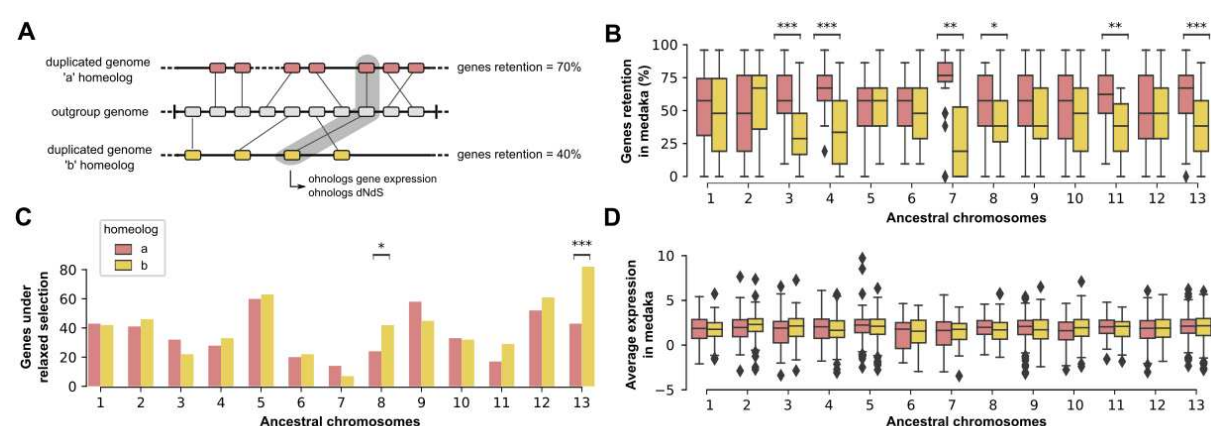 A
duplicated genome
'a' homeolog
genes retention = 70%
outgroup genome
duplicated genome
'b' homeolog
genes retention = 40%
ohnologs gene expression
ohnologs dNdS
B
*** *** ** * ** ***
Genes retention
in medaka (%)
100
75
50
25
0
1 2 3 4 5 6 7 8 9 10 11 12 13
Ancestral chromosomes
C
homeolog
a
b
* ***
Genes under
relaxed selection
80
60
40
20
0
1 2 3 4 5 6 7 8 9 10 11 12 13
Ancestral chromosomes
D
Average expression
in medaka
10
5
0
−5
1 2 3 4 5 6 7 8 9 10 11 12 13
Ancestral chromosomes